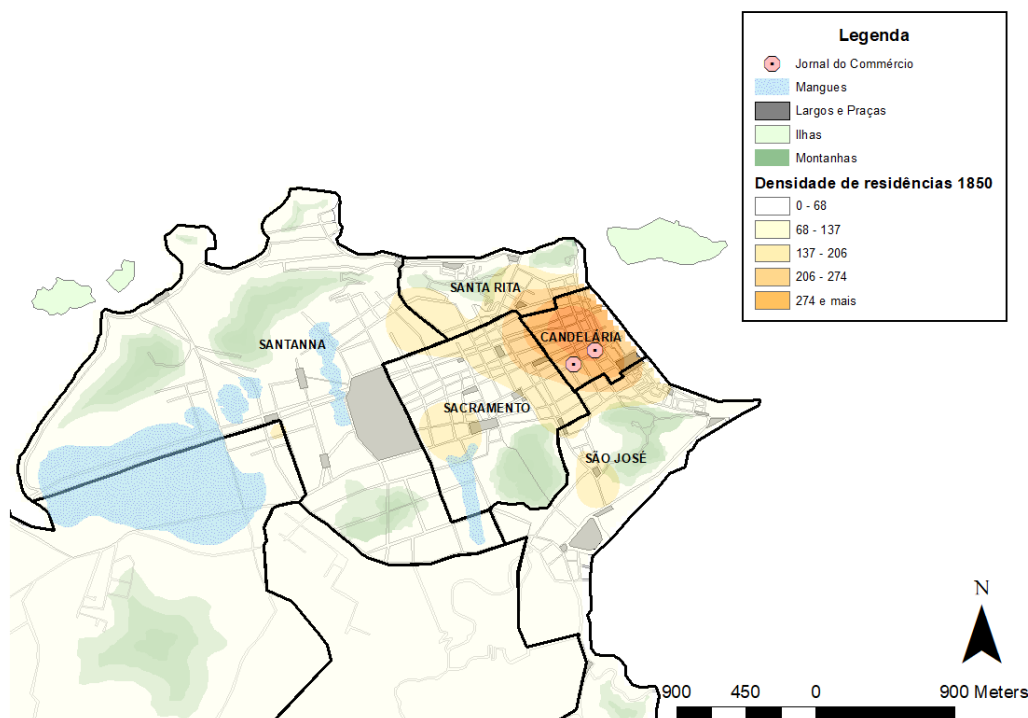 Legenda
Jornal do Commércio
Mangues
Largos e Praças
Ilhas
Montanhas
Densidade de residências 1850
0 - 68
68 - 137
137 - 206
206 - 274
274 e mais
SANTA RITA
SANTANNA
CANDELÁRIA
SACRAMENTO
SÃO JOSÉ
N
900 450 0 900 Meters